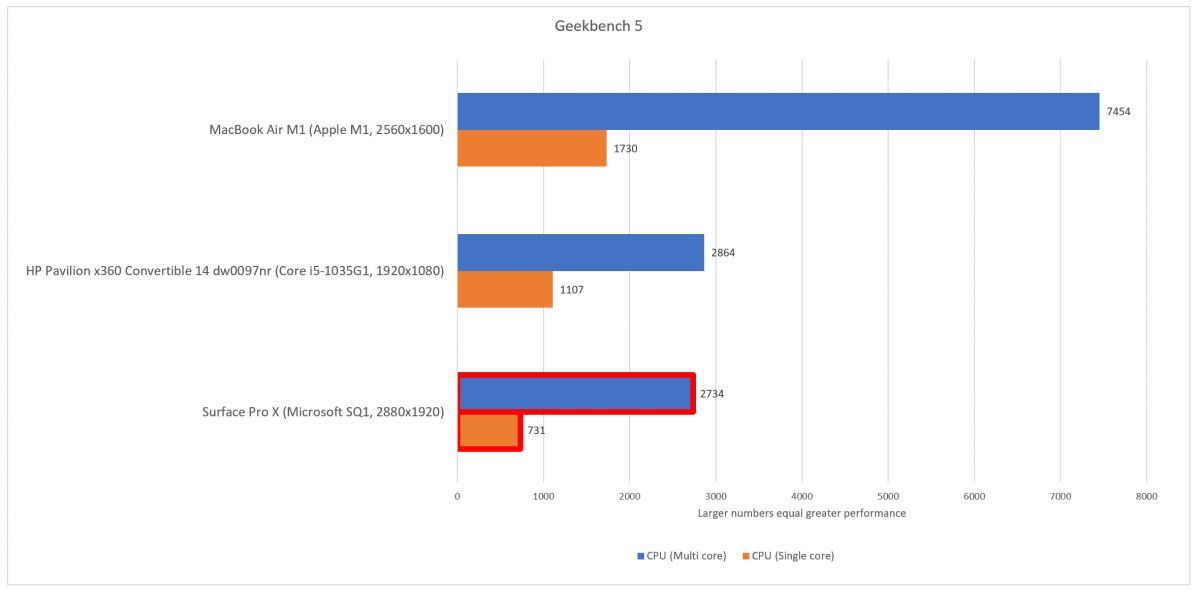 Geekbench 5
MacBook Air M1 (Apple M1, 2560x1600)
7454
1730
HP Pavilion x360 Convertible 14 dw0097nr (Core i5-1035G1, 1920x1080)
2864
1107
Surface Pro X (Microsoft SQ1, 2880x1920)
2734
731
0 1000 2000 3000 4000 5000 6000 7000 8000
Larger numbers equal greater performance
CPU (Multi core) CPU (Single core)